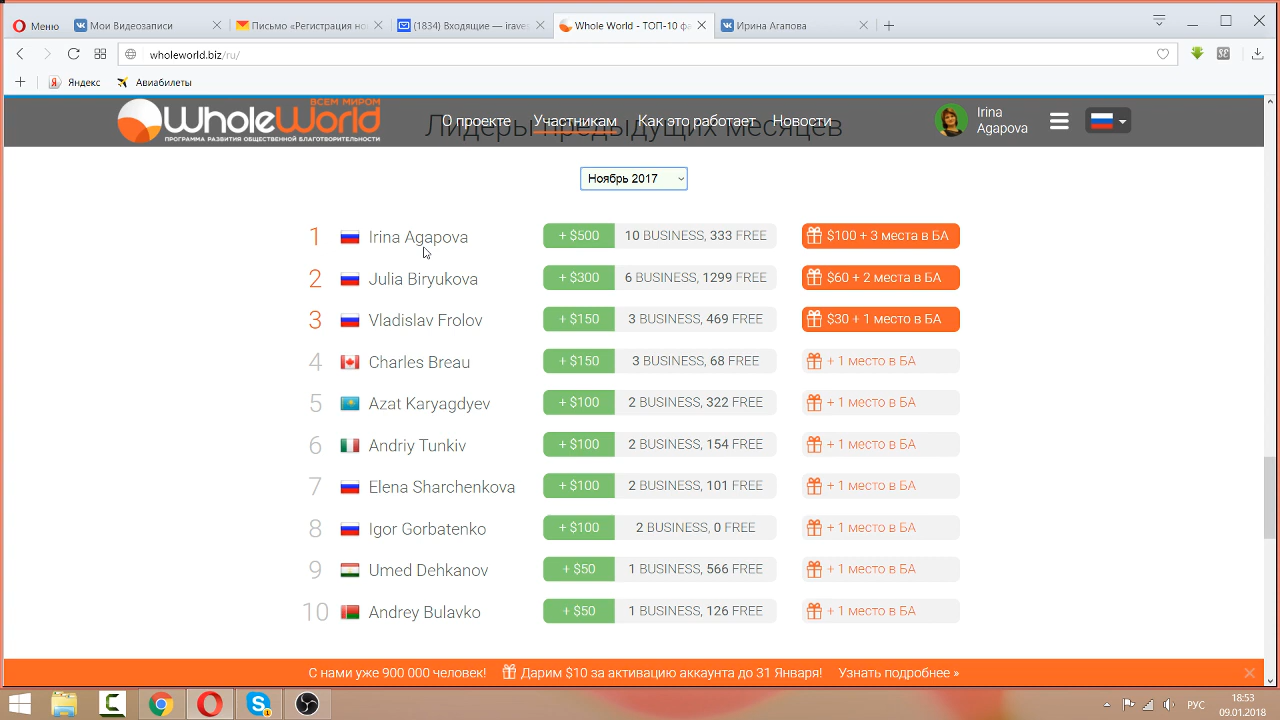 Меню
Мои Видеозаписи
Письмо «Регистрация но
(1834) Входящие — iraves
Whole World - ТОП-10 фе
Ирина Агапова
wholeworld.biz/ru/
Яндекс
Авиабилеты
ВСЕМ МИРОМ
WholeWorld
ПРОГРАММА РАЗВИТИЯ ОБЩЕСТВЕННОЙ БЛАГОТВОРИТЕЛЬНОСТИ
О проекте
Участникам
Как это работает
Новости
Irina Agapova
Лидеры предыдущих месяцев
Ноябрь 2017
1 Irina Agapova + $500 10 BUSINESS, 333 FREE $100 + 3 места в БА
2 Julia Biryukova + $300 6 BUSINESS, 1299 FREE $60 + 2 места в БА
3 Vladislav Frolov + $150 3 BUSINESS, 469 FREE $30 + 1 место в БА
4 Charles Breau + $150 3 BUSINESS, 68 FREE + 1 место в БА
5 Azat Karyagdyev + $100 2 BUSINESS, 322 FREE + 1 место в БА
6 Andriy Tunkiv + $100 2 BUSINESS, 154 FREE + 1 место в БА
7 Elena Sharchenkova + $100 2 BUSINESS, 101 FREE + 1 место в БА
8 Igor Gorbatenko + $100 2 BUSINESS, 0 FREE + 1 место в БА
9 Umed Dehkanov + $50 1 BUSINESS, 566 FREE + 1 место в БА
10 Andrey Bulavko + $50 1 BUSINESS, 126 FREE + 1 место в БА
С нами уже 900 000 человек! Дарим $10 за активацию аккаунта до 31 Января! Узнать подробнее »
РУС
18:53
09.01.2018